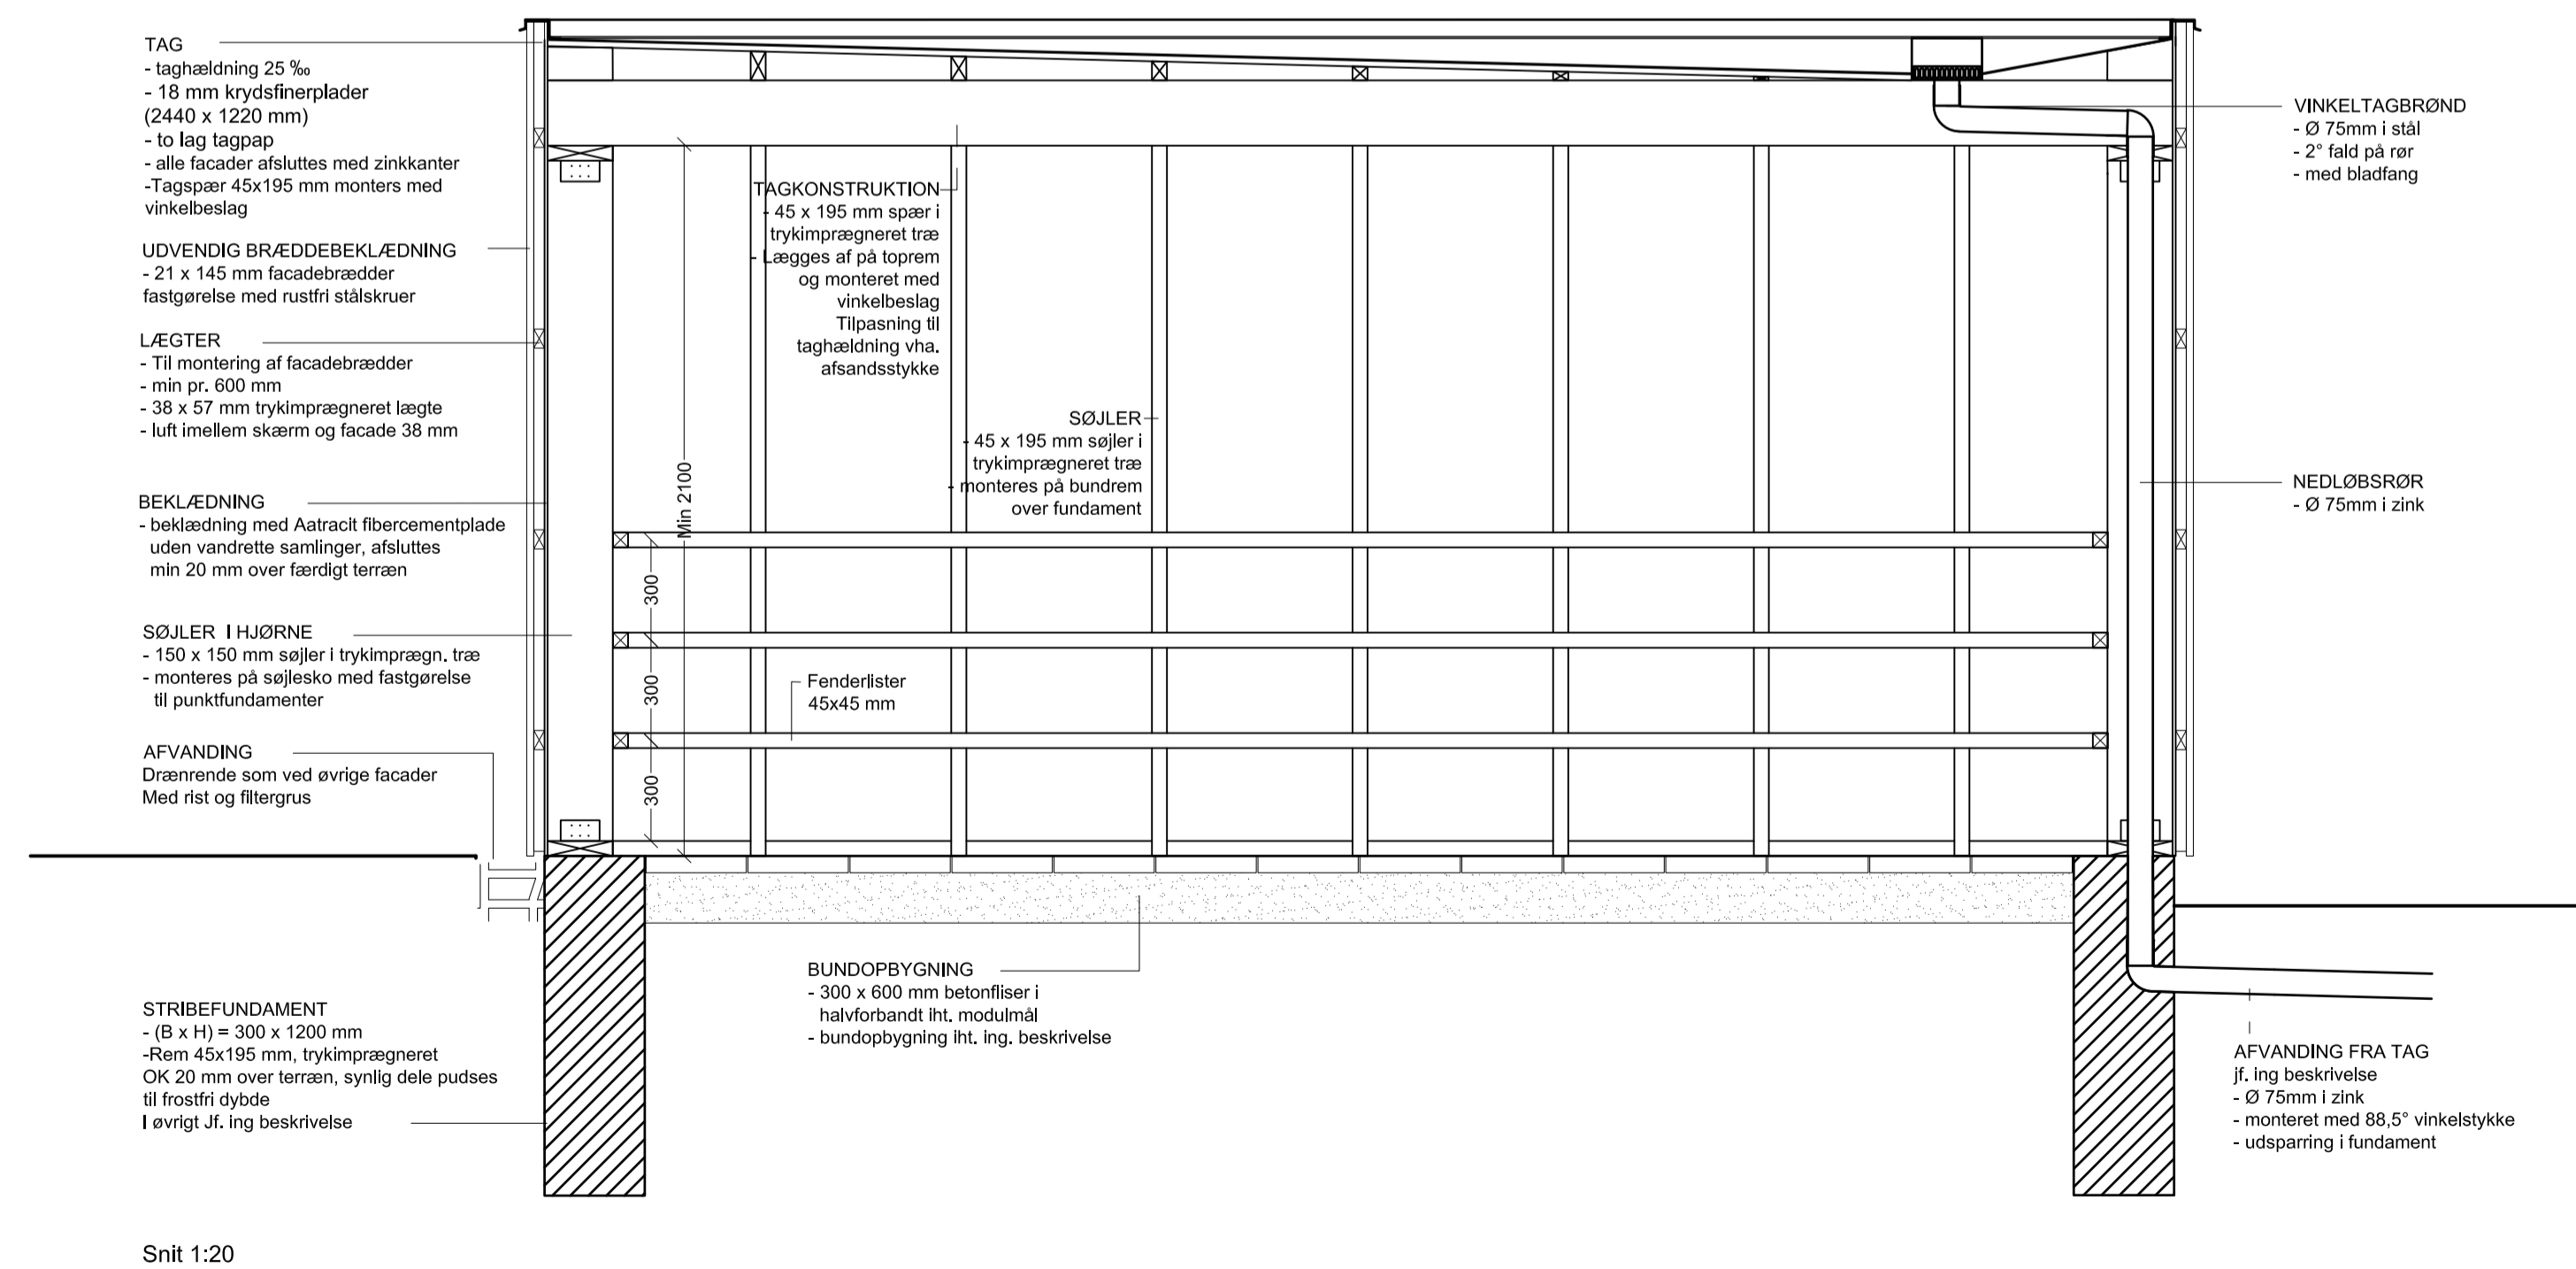 TAG
- taghældning 25 ‰
- 18 mm krydsfinerplader
(2440 x 1220 mm)
- to lag tagpap
- alle facader afsluttes med zinkkanter
-Tagspær 45x195 mm monters med
vinkelbeslag
UDVENDIG BRÆDDEBEKLÆDNING
- 21 x 145 mm facadebrædder
fastgørelse med rustfri stålskruer
LÆGTER
- Til montering af facadebrædder
- min pr. 600 mm
- 38 x 57 mm trykimprægneret lægte
- luft imellem skærm og facade 38 mm
BEKLÆDNING
- beklædning med Aatracit fibercementplade
uden vandrette samlinger, afsluttes
min 20 mm over færdigt terræn
SØJLER I HJØRNE
- 150 x 150 mm søjler i trykimprægn. træ
- monteres på søjlesko med fastgørelse
til punktfundamenter
AFVANDING
Drænrende som ved øvrige facader
Med rist og filtergrus
STRIBEFUNDAMENT
- (B x H) = 300 x 1200 mm
-Rem 45x195 mm, trykimprægneret
OK 20 mm over terræn, synlig dele pudses
til frostfri dybde
I øvrigt Jf. ing beskrivelse
TAGKONSTRUKTION
- 45 x 195 mm spær i
trykimprægneret træ
- Lægges af på toprem
og monteret med
vinkelbeslag
Tilpasning til
taghældning vha.
afsandsstykke
SØJLER
- 45 x 195 mm søjler i
trykimprægneret træ
- monteres på bundrem
over fundament
Min 2100
300
300
300
Fenderlister
45x45 mm
BUNDOPBYGNING
- 300 x 600 mm betonfliser i
halvforbandt iht. modulmål
- bundopbygning iht. ing. beskrivelse
VINKELTAGBRØND
- Ø 75mm i stål
- 2° fald på rør
- med bladfang
NEDLØBSRØR
- Ø 75mm i zink
AFVANDING FRA TAG
jf. ing beskrivelse
- Ø 75mm i zink
- monteret med 88,5° vinkelstykke
- udsparring i fundament
Snit 1:20